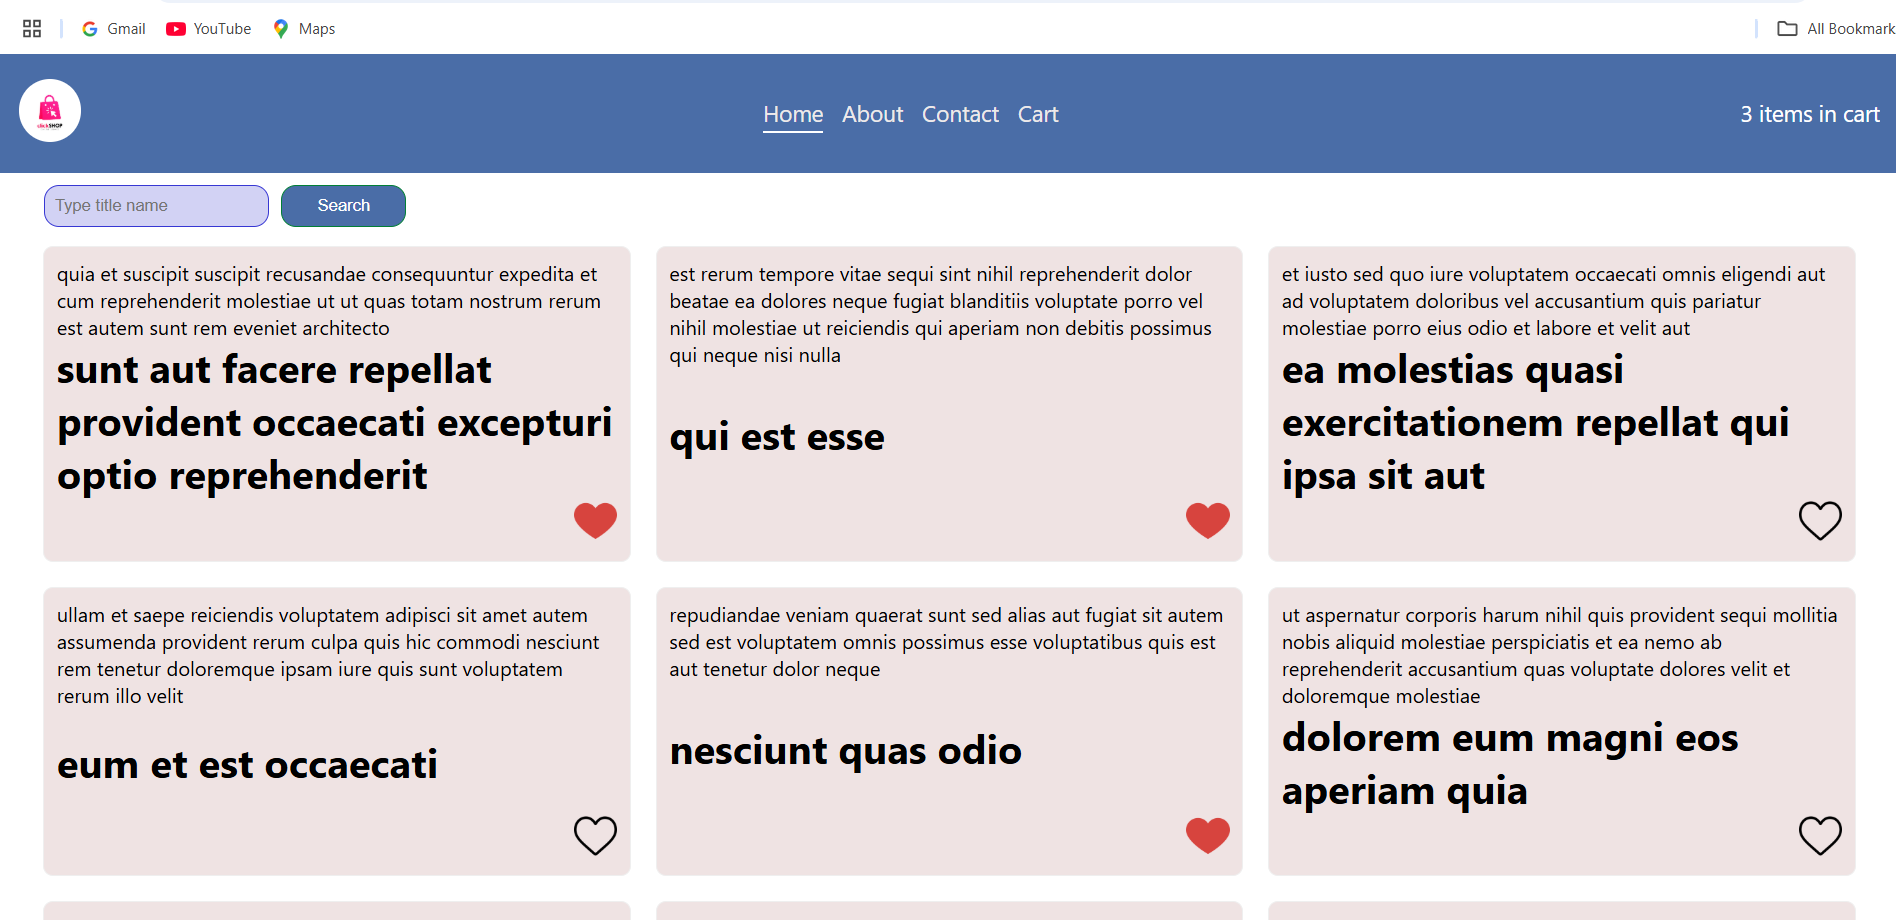 Gmail YouTube Maps All Bookmark
clickSHOP
Home About Contact Cart 3 items in cart
Type title name Search
quia et suscipit suscipit recusandae consequuntur expedita et
cum reprehenderit molestiae ut ut quas totam nostrum rerum
est autem sunt rem eveniet architecto
sunt aut facere repellat
provident occaecati excepturi
optio reprehenderit
est rerum tempore vitae sequi sint nihil reprehenderit dolor
beatae ea dolores neque fugiat blanditiis voluptate porro vel
nihil molestiae ut reiciendis qui aperiam non debitis possimus
qui neque nisi nulla
qui est esse
et iusto sed quo iure voluptatem occaecati omnis eligendi aut
ad voluptatem doloribus vel accusantium quis pariatur
molestiae porro eius odio et labore et velit aut
ea molestias quasi
exercitationem repellat qui
ipsa sit aut
ullam et saepe reiciendis voluptatem adipisci sit amet autem
assumenda provident rerum culpa quis hic commodi nesciunt
rem tenetur doloremque ipsam iure quis sunt voluptatem
rerum illo velit
eum et est occaecati
repudiandae veniam quaerat sunt sed alias aut fugiat sit autem
sed est voluptatem omnis possimus esse voluptatibus quis est
aut tenetur dolor neque
nesciunt quas odio
ut aspernatur corporis harum nihil quis provident sequi mollitia
nobis aliquid molestiae perspiciatis et ea nemo ab
reprehenderit accusantium quas voluptate dolores velit et
doloremque molestiae
dolorem eum magni eos
aperiam quia